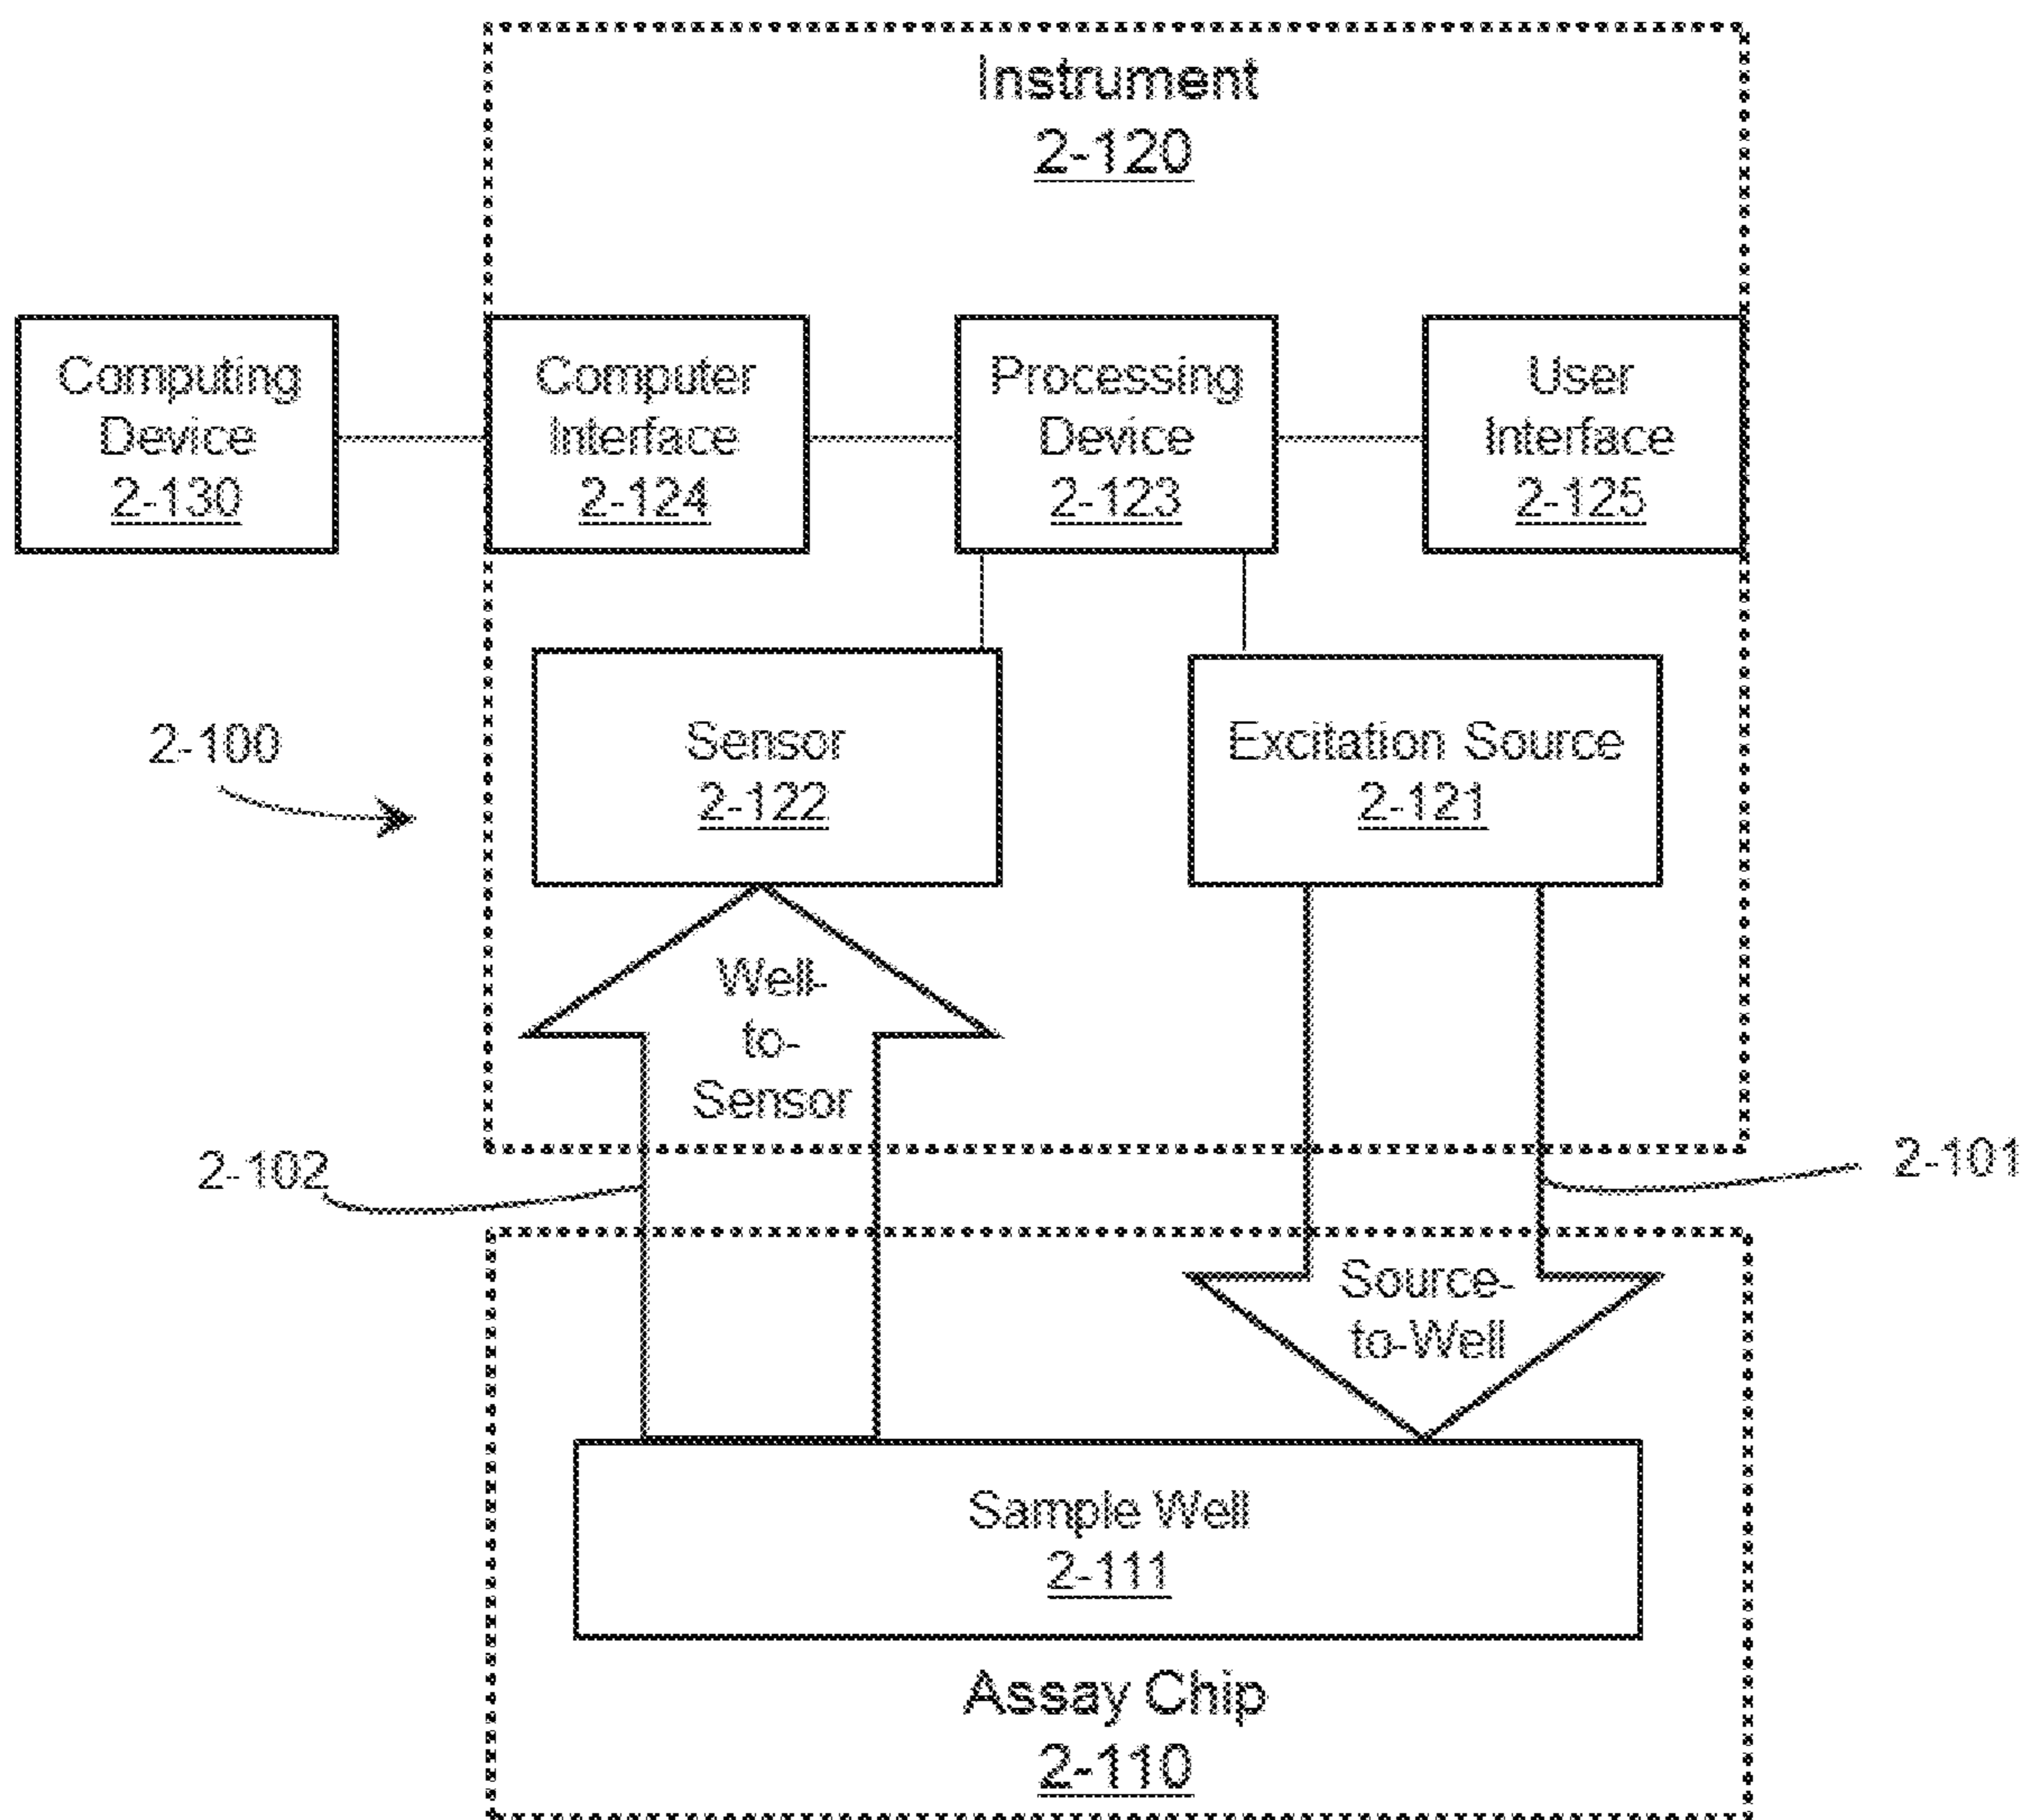 Instrument
2-120
Computing
Device
2-130
Computer
Interface
2-124
Processing
Device
2-123
User
Interface
2-125
2-100
Sensor
2-122
Excitation Source
2-121
Well-
to-
Sensor
2-102
2-101
Source-
to-Well
Sample Well
2-111
Assay Chip
2-110